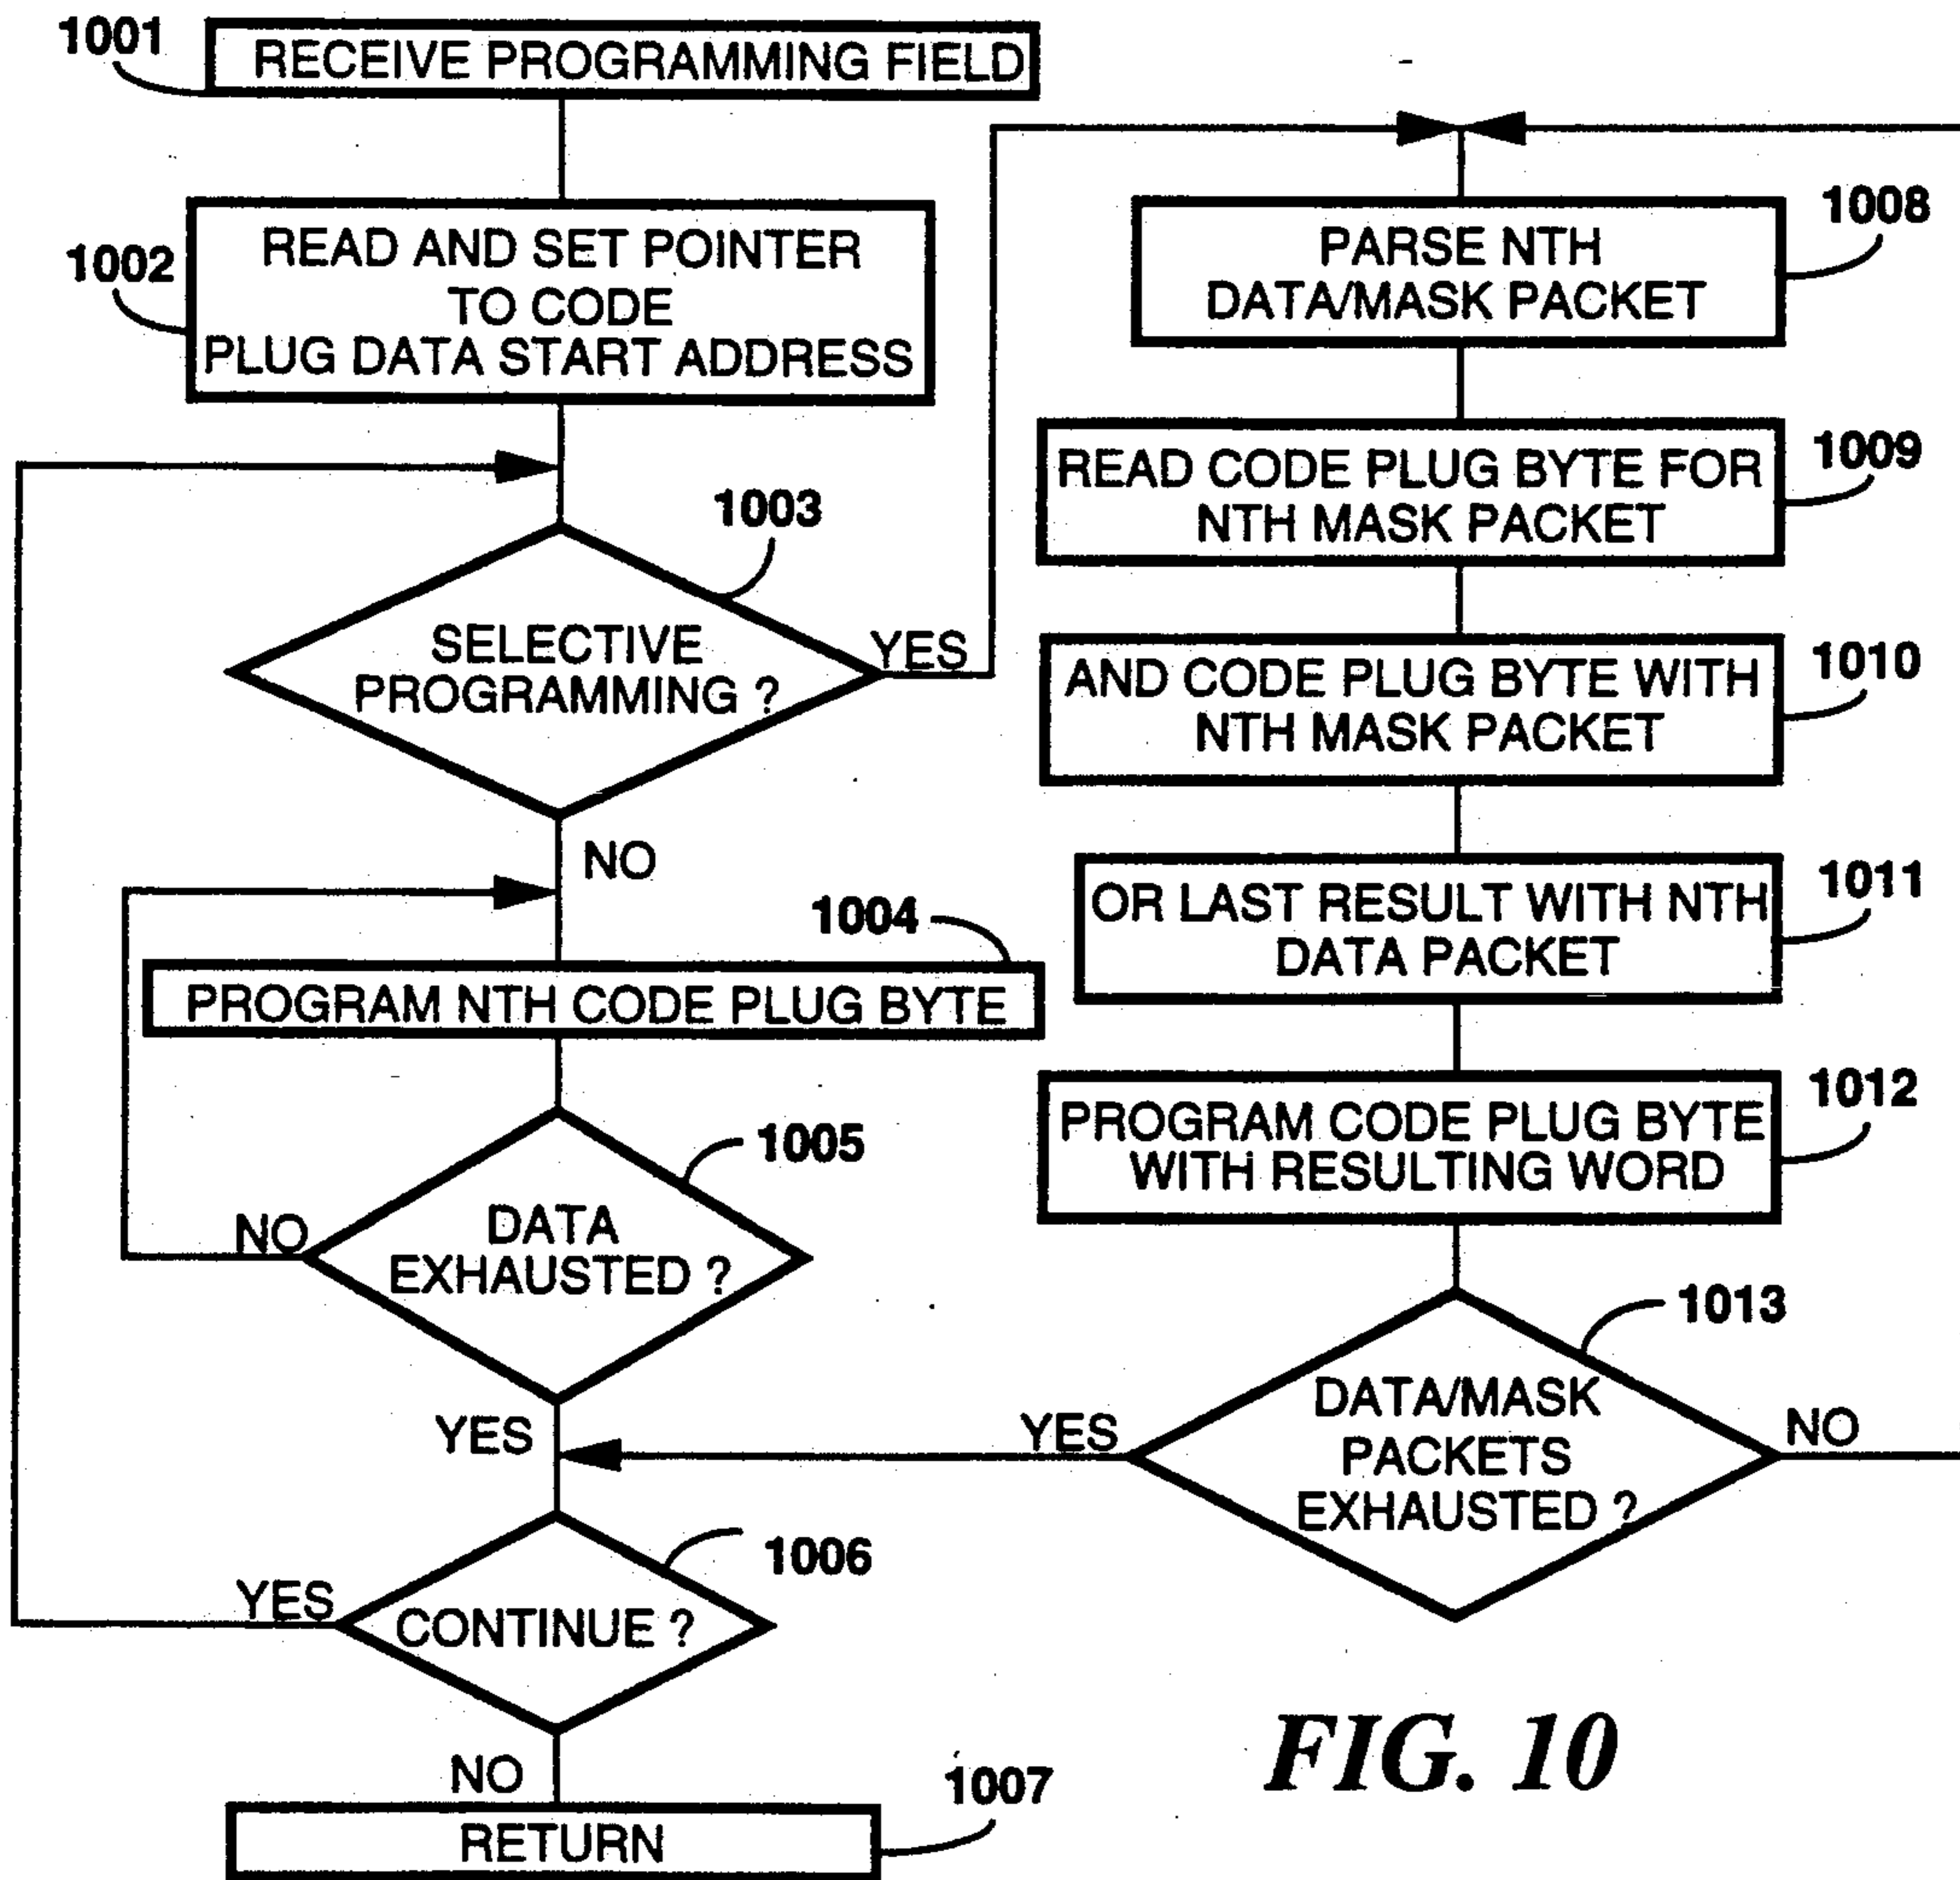 1001
RECEIVE PROGRAMMING FIELD
1002
READ AND SET POINTER
TO CODE
PLUG DATA START ADDRESS
1003
SELECTIVE
PROGRAMMING ?
YES
NO
1004
PROGRAM NTH CODE PLUG BYTE
1005
DATA
EXHAUSTED ?
NO
YES
1006
CONTINUE ?
YES
NO
1007
RETURN
1008
PARSE NTH
DATA/MASK PACKET
1009
READ CODE PLUG BYTE FOR
NTH MASK PACKET
1010
AND CODE PLUG BYTE WITH
NTH MASK PACKET
1011
OR LAST RESULT WITH NTH
DATA PACKET
1012
PROGRAM CODE PLUG BYTE
WITH RESULTING WORD
1013
DATA/MASK
PACKETS
EXHAUSTED ?
YES
NO
FIG. 10